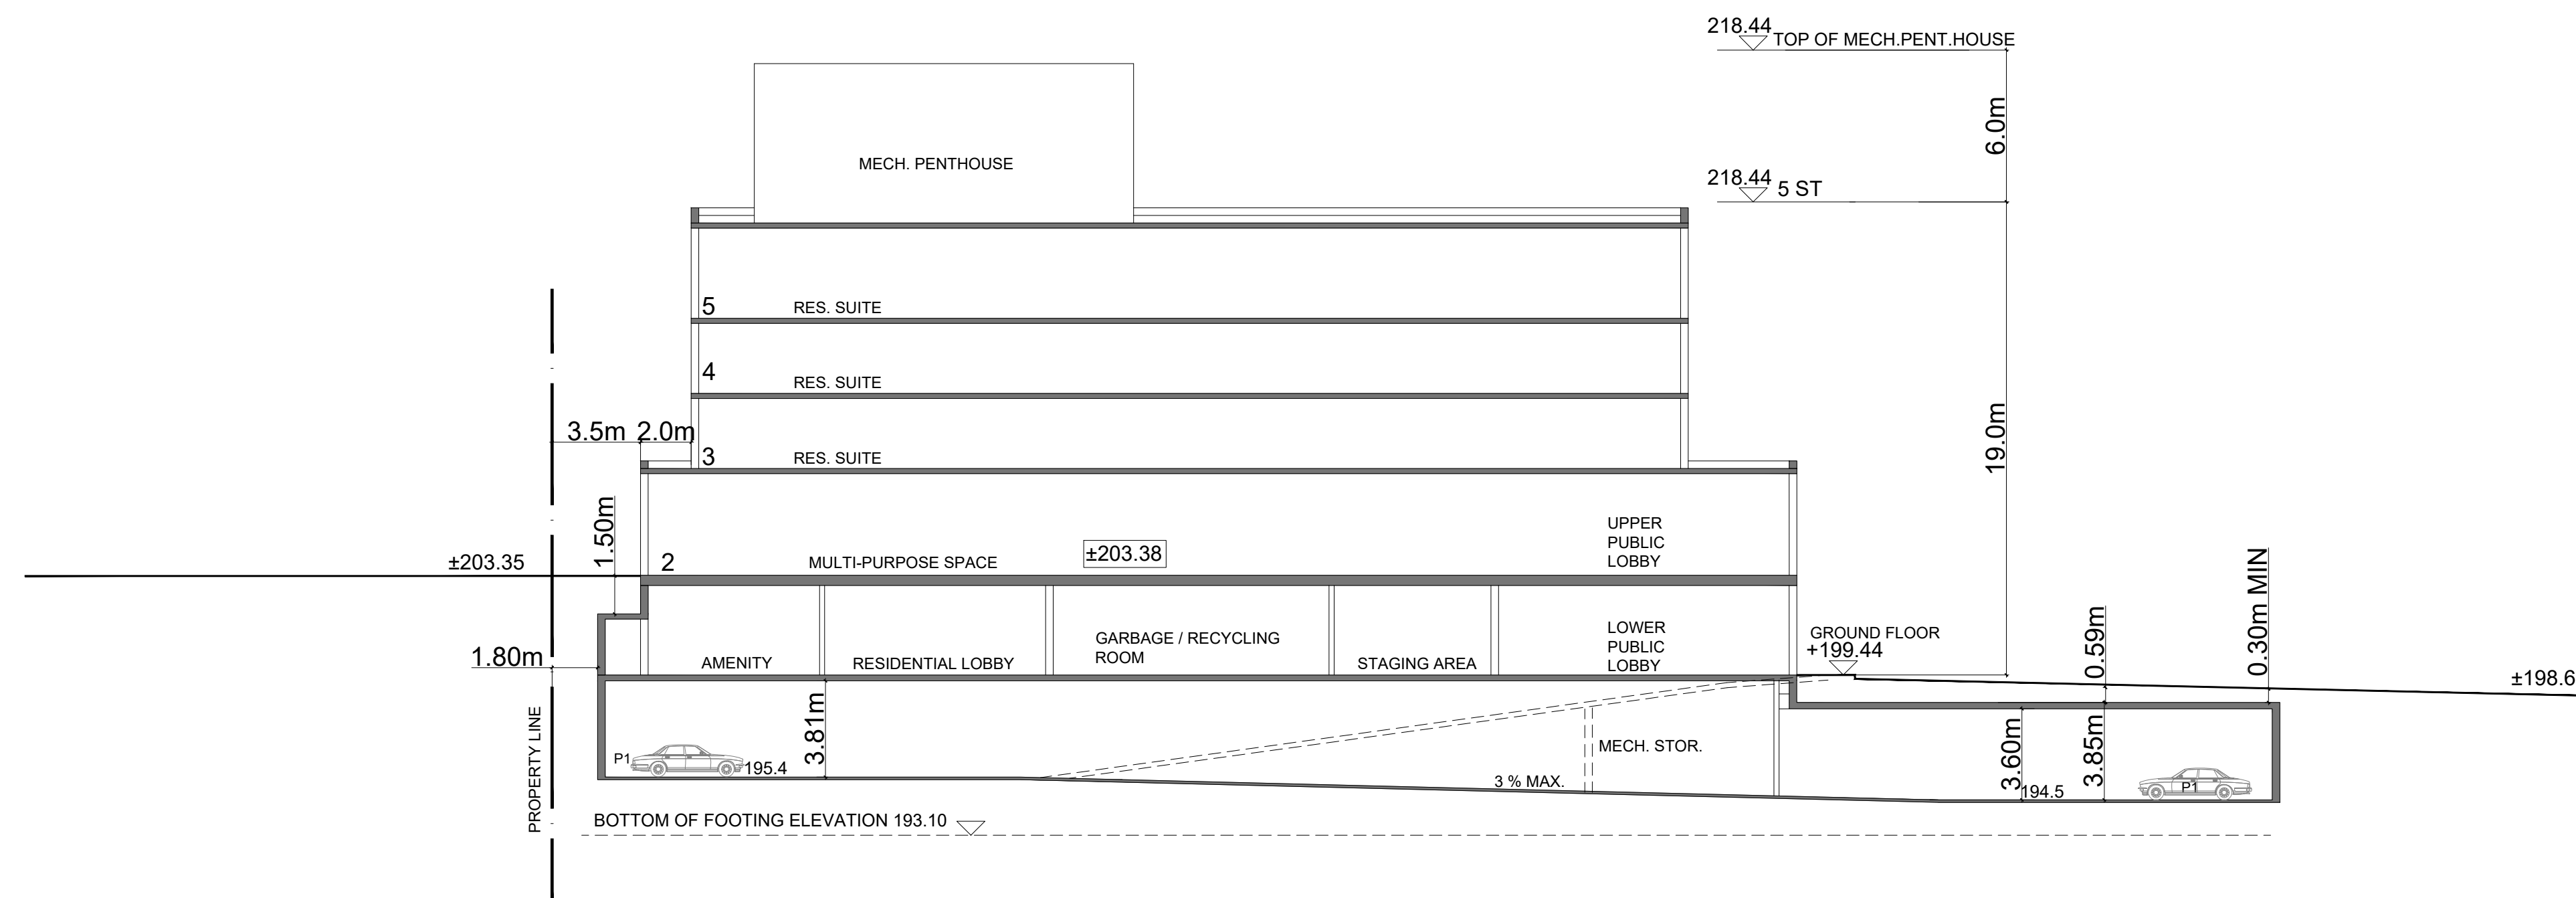 218.44
TOP OF MECH.PENT.HOUSE
6.0m
MECH. PENTHOUSE
218.44
5 ST
5
RES. SUITE
4
RES. SUITE
3.5m
2.0m
3
RES. SUITE
19.0m
1.50m
±203.35
2
MULTI-PURPOSE SPACE
±203.38
UPPER
PUBLIC
LOBBY
1.80m
AMENITY
RESIDENTIAL LOBBY
GARBAGE / RECYCLING
ROOM
STAGING AREA
LOWER
PUBLIC
LOBBY
GROUND FLOOR
+199.44
0.59m
0.30m MIN
±198.6
PROPERTY LINE
P1
195.4
3.81m
3 % MAX.
MECH. STOR.
3.60m
194.5
3.85m
P1
BOTTOM OF FOOTING ELEVATION 193.10